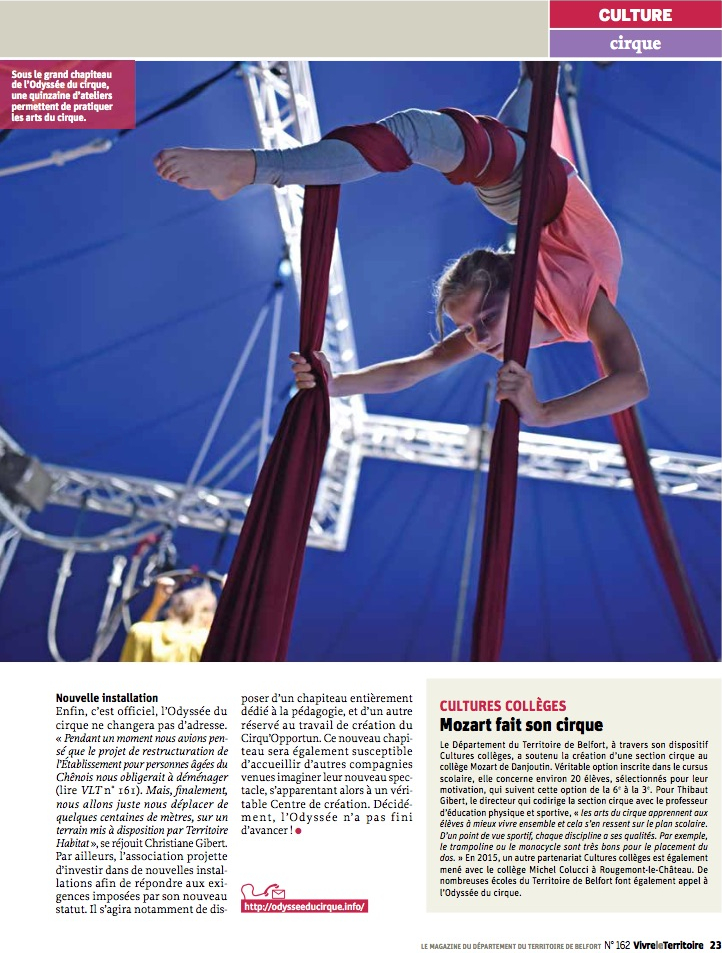 CULTURE
cirque
Sous le grand chapiteau
de l'Odyssée du cirque,
une quinzaine d'ateliers
permettent de pratiquer
les arts du cirque.
Nouvelle installation
Enfin, c'est officiel, l'Odyssée du
cirque ne changera pas d'adresse.
« Pendant un moment nous avions pen-
sé que le projet de restructuration de
l'Établissement pour personnes âgées du
Chênois nous obligerait à déménager
(lire VLT n° 161). Mais, finalement,
nous allons juste nous déplacer de
quelques centaines de mètres, sur un
terrain mis à disposition par Territoire
Habitat », se réjouit Christiane Gibert.
Par ailleurs, l'association projette
d'investir dans de nouvelles instal-
lations afin de répondre aux exi-
gences imposées par son nouveau
statut. Il s'agira notamment de dis-
poser d'un chapiteau entièrement
dédié à la pédagogie, et d'un autre
réservé au travail de création du
Cirqu'Opportun. Ce nouveau chapi-
teau sera également susceptible
d'accueillir d'autres compagnies
venues imaginer leur nouveau spec-
tacle, s'apparentant alors à un véri-
table Centre de création. Décidé-
ment, l'Odyssée n'a pas fini
d'avancer !
http://odysseeducirque.info/
CULTURES COLLÈGES
Mozart fait son cirque
Le Département du Territoire de Belfort, à travers son dispositif
Cultures collèges, a soutenu la création d'une section cirque au
collège Mozart de Danjoutin. Véritable option inscrite dans le cursus
scolaire, elle concerne environ 20 élèves, sélectionnés pour leur
motivation, qui suivent cette option de la 6e à la 3e. Pour Thibaut
Gibert, le directeur qui codirige la section cirque avec le professeur
d'éducation physique et sportive, « les arts du cirque apprennent aux
élèves à mieux vivre ensemble et cela s'en ressent sur le plan scolaire.
D'un point de vue sportif, chaque discipline a ses qualités. Par exemple,
le trampoline ou le monocycle sont très bons pour le placement du
dos. » En 2015, un autre partenariat Cultures collèges est également
mené avec le collège Michel Colucci à Rougemont-le-Château. De
nombreuses écoles du Territoire de Belfort font également appel à
l'Odyssée du cirque.
LE MAGAZINE DU DÉPARTEMENT DU TERRITOIRE DE BELFORT N° 162 VivreleTerritoire 23